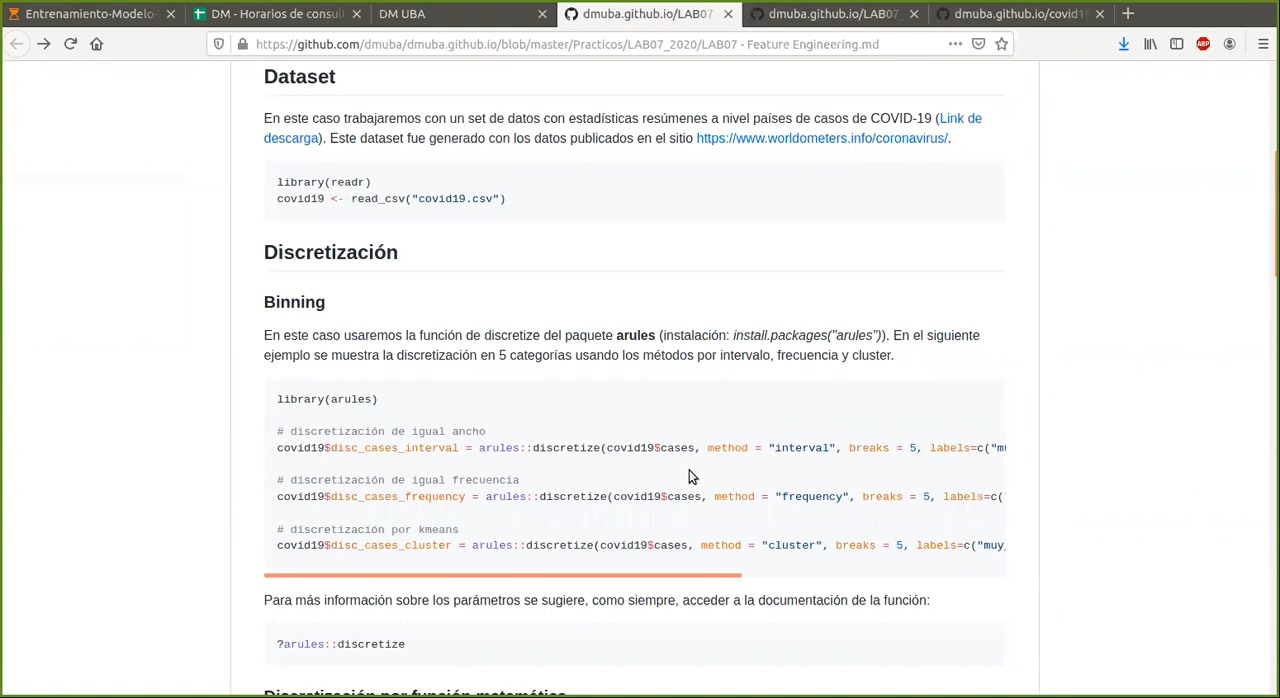 Entrenamiento-Modelo-
DM - Horarios de consul
DM UBA
dmuba.github.io/LAB07
dmuba.github.io/LAB07_
dmuba.github.io/covid19
https://github.com/dmuba/dmuba.github.io/blob/master/Practicos/LAB07_2020/LAB07 - Feature Engineering.md
ABP
Dataset
En este caso trabajaremos con un set de datos con estadísticas resúmenes a nivel países de casos de COVID-19 (Link de
descarga). Este dataset fue generado con los datos publicados en el sitio https://www.worldometers.info/coronavirus/.
library(readr)
covid19 <- read_csv("covid19.csv")
Discretización
Binning
En este caso usaremos la función de discretize del paquete arules (instalación: install.packages("arules")). En el siguiente
ejemplo se muestra la discretización en 5 categorías usando los métodos por intervalo, frecuencia y cluster.
library(arules)
# discretización de igual ancho
covid19$disc_cases_interval = arules::discretize(covid19$cases, method = "interval", breaks = 5, labels=c("mu
# discretización de igual frecuencia
covid19$disc_cases_frequency = arules::discretize(covid19$cases, method = "frequency", breaks = 5, labels=c("
# discretización por kmeans
covid19$disc_cases_cluster = arules::discretize(covid19$cases, method = "cluster", breaks = 5, labels=c("muy_
Para más información sobre los parámetros se sugiere, como siempre, acceder a la documentación de la función:
?arules::discretize
Discretización por función matemática